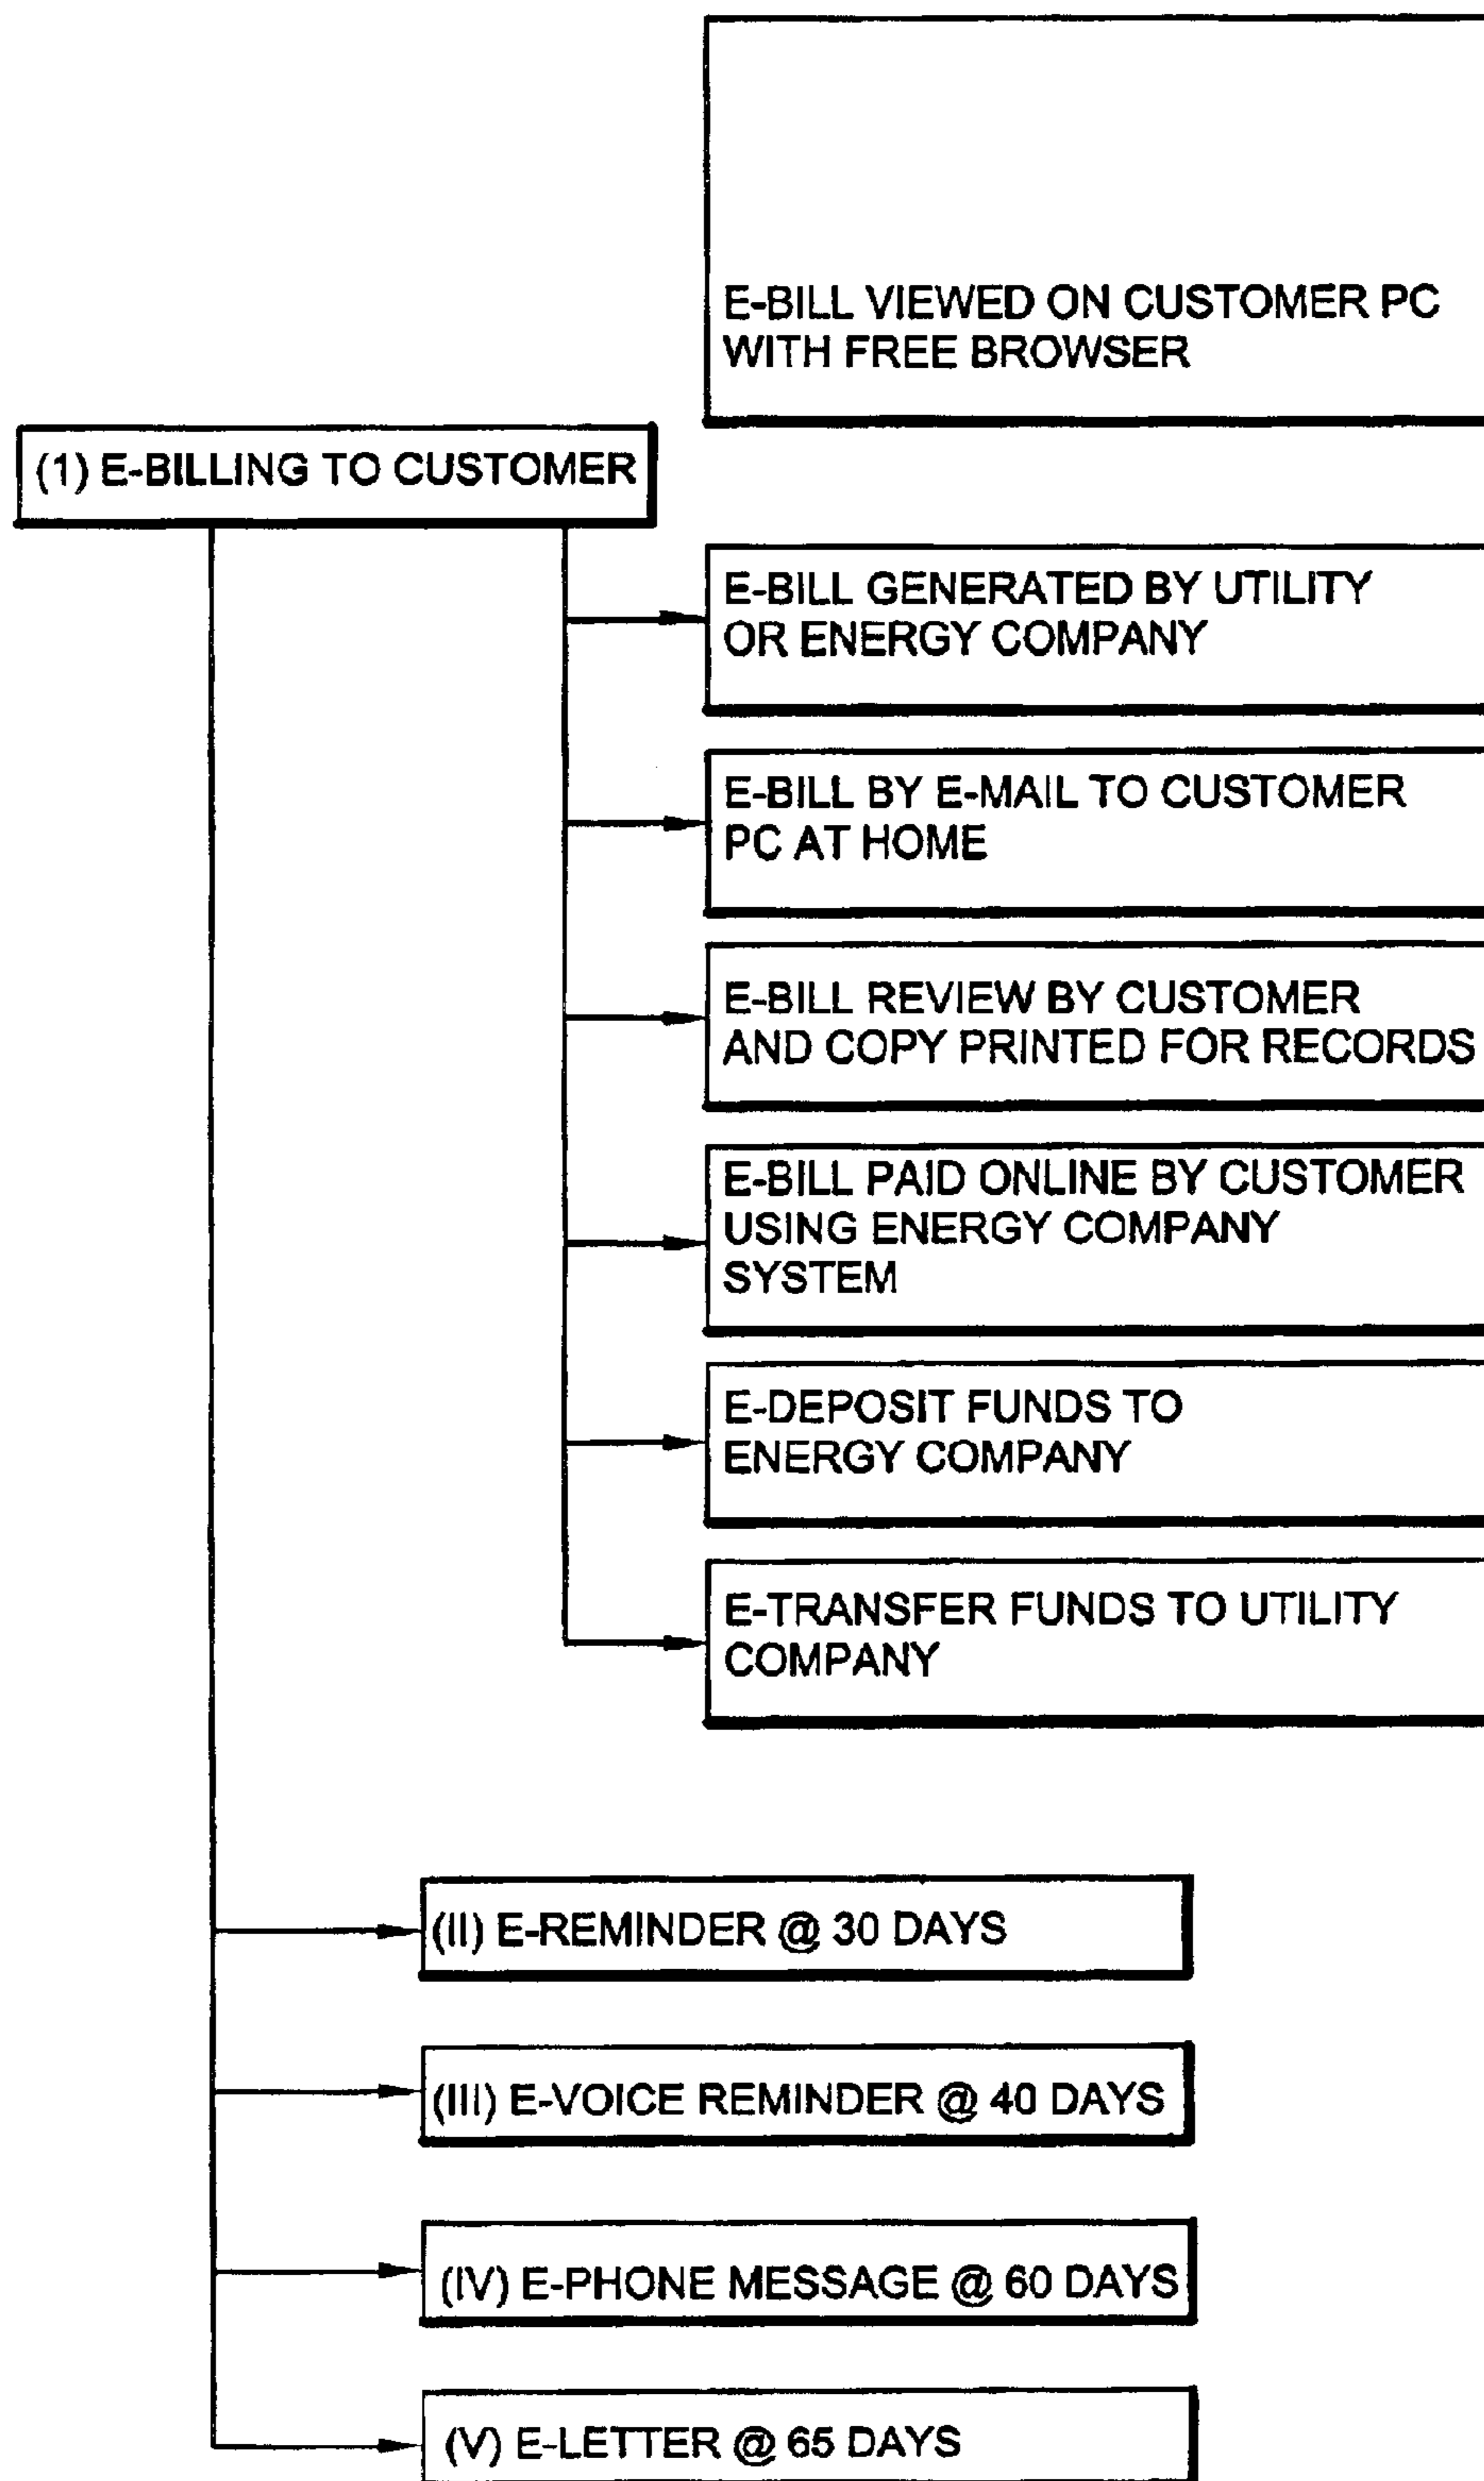 E-BILL VIEWED ON CUSTOMER PC
WITH FREE BROWSER
(1) E-BILLING TO CUSTOMER
E-BILL GENERATED BY UTILITY
OR ENERGY COMPANY
E-BILL BY E-MAIL TO CUSTOMER
PC AT HOME
E-BILL REVIEW BY CUSTOMER
AND COPY PRINTED FOR RECORDS
E-BILL PAID ONLINE BY CUSTOMER
USING ENERGY COMPANY
SYSTEM
E-DEPOSIT FUNDS TO
ENERGY COMPANY
E-TRANSFER FUNDS TO UTILITY
COMPANY
(II) E-REMINDER @ 30 DAYS
(III) E-VOICE REMINDER @ 40 DAYS
(IV) E-PHONE MESSAGE @ 60 DAYS
(V) E-LETTER @ 65 DAYS